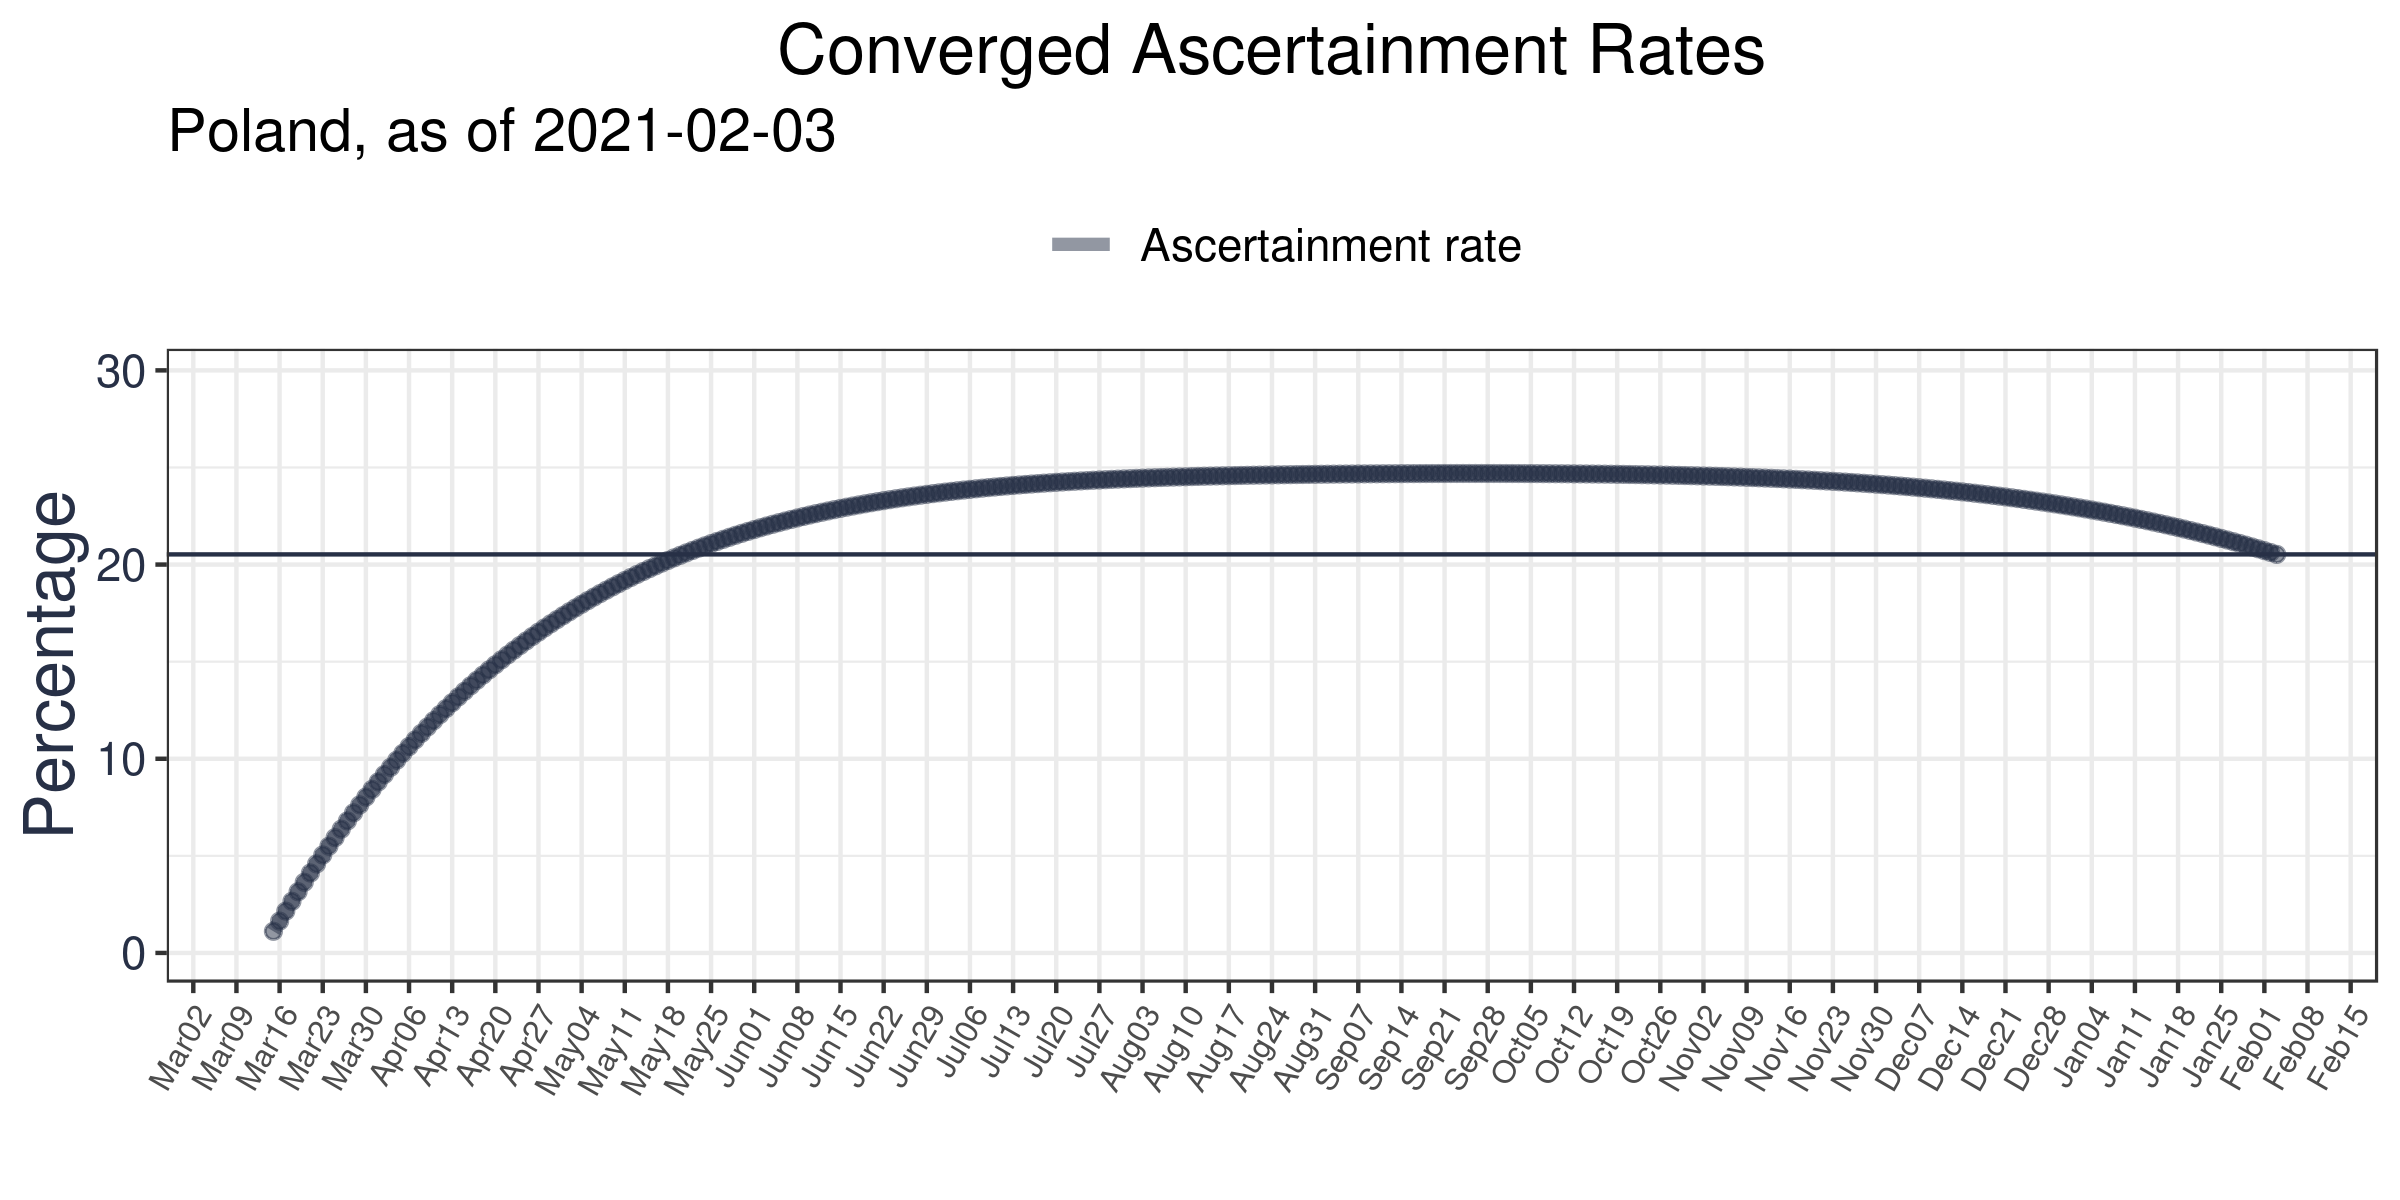 Converged Ascertainment Rates
Poland, as of 2021-02-03
Ascertainment rate
Percentage
30
20
10
0
Mar02
Mar09
Mar16
Mar23
Mar30
Apr06
Apr13
Apr20
Apr27
May04
May11
May18
May25
Jun01
Jun08
Jun15
Jun22
Jun29
Jul06
Jul13
Jul20
Jul27
Aug03
Aug10
Aug17
Aug24
Aug31
Sep07
Sep14
Sep21
Sep28
Oct05
Oct12
Oct19
Oct26
Nov02
Nov09
Nov16
Nov23
Nov30
Dec07
Dec14
Dec21
Dec28
Jan04
Jan11
Jan18
Jan25
Feb01
Feb08
Feb15